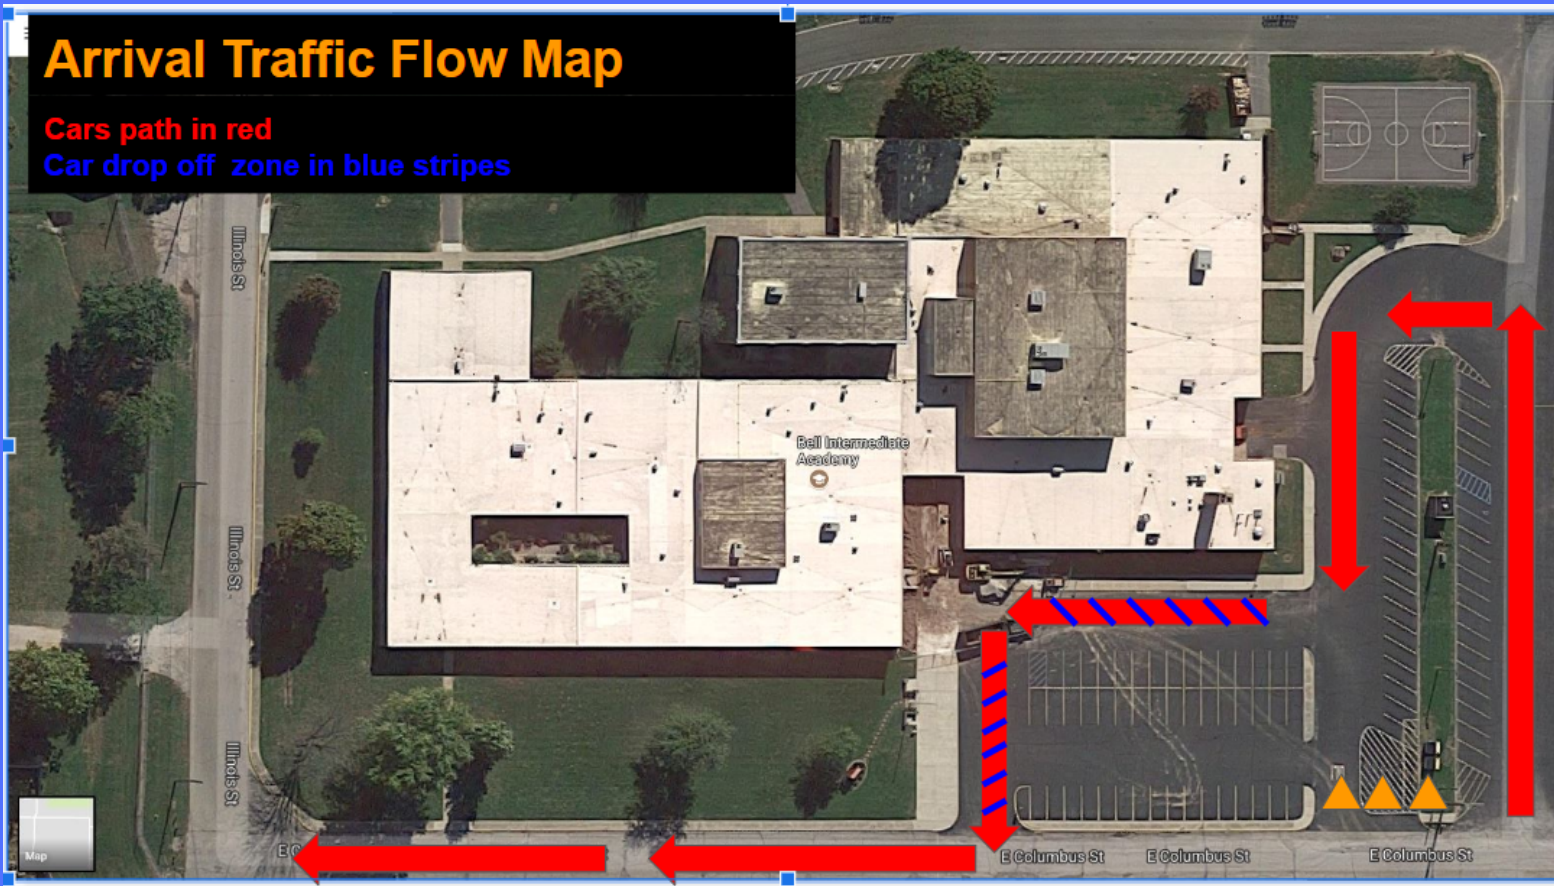 Arrival Traffic Flow Map
Cars path in red
Car drop off  zone in blue stripes
Illinois St
Bell Intermediate
Academy
Illinois St
Illinois St
Map
E C
E Columbus St
E Columbus St
E Columbus St